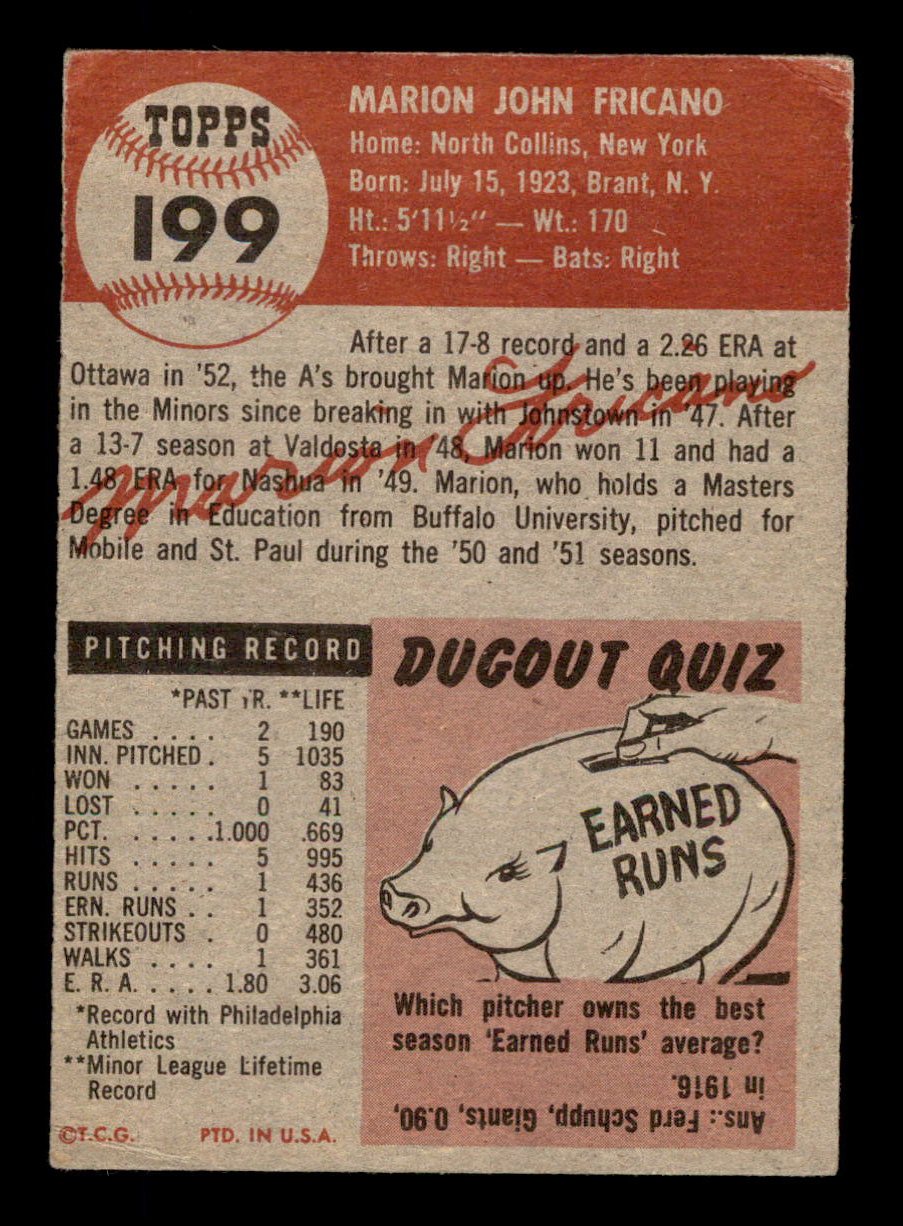 TOPPS
199
MARION JOHN FRICANO
Home: North Collins, New York
Born: July 15, 1923, Brant, N. Y.
Ht.: 5'11½" — Wt.: 170
Throws: Right — Bats: Right
After a 17-8 record and a 2.26 ERA at
Ottawa in '52, the A's brought Marion up. He's been playing
in the Minors since breaking in with Johnstown in '47. After
a 13-7 season at Valdosta in '48, Marion won 11 and had a
1.48 ERA for Nashua in '49. Marion, who holds a Masters
Degree in Education from Buffalo University, pitched for
Mobile and St. Paul during the '50 and '51 seasons.
Marion Fricano
PITCHING RECORD
*PAST YR. **LIFE
GAMES .... 2 190
INN. PITCHED. 5 1035
WON ..... 1 83
LOST ..... 0 41
PCT. .....1.000 .669
HITS ..... 5 995
RUNS ..... 1 436
ERN. RUNS .. 1 352
STRIKEOUTS . 0 480
WALKS .... 1 361
E. R. A. .... 1.80 3.06
*Record with Philadelphia
Athletics
**Minor League Lifetime
Record
©T.C.G. PTD. IN U.S.A.
DUGOUT QUIZ
EARNED
RUNS
Which pitcher owns the best
season 'Earned Runs' average?
Ans.: Ferd Schupp, Giants, 0.90,
in 1916.